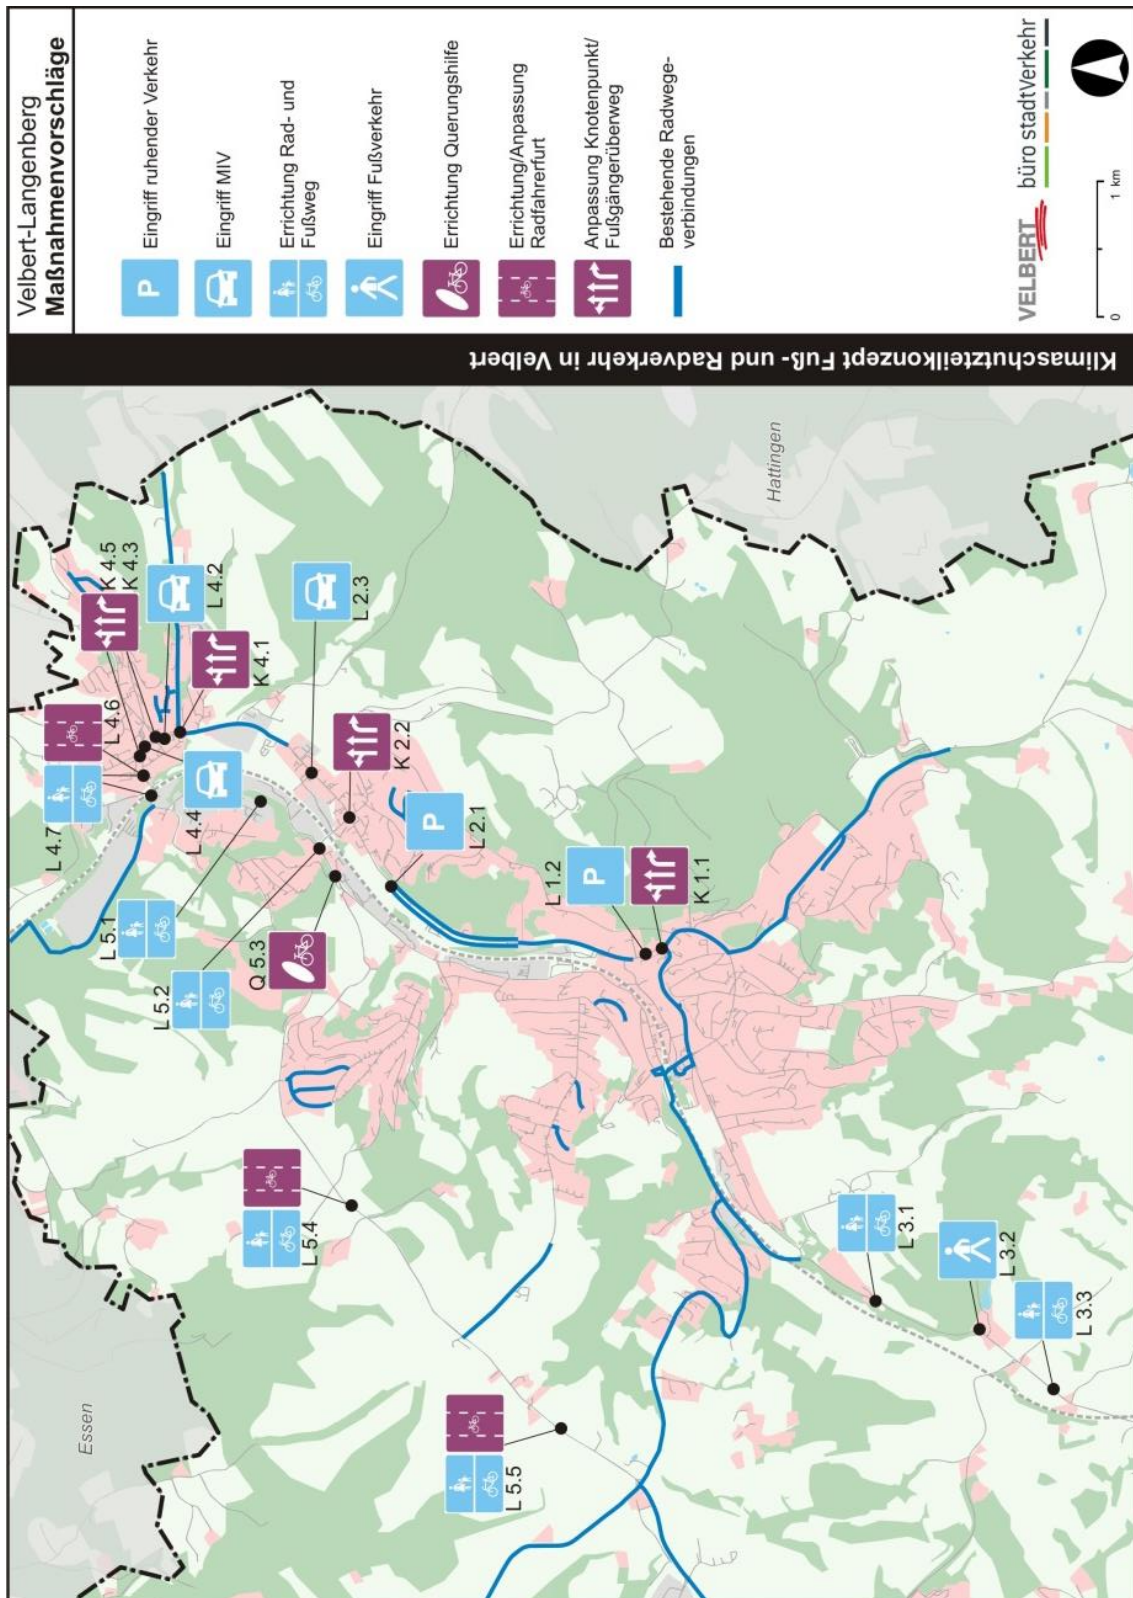 Velbert-Langenberg
Maßnahmenvorschläge
P
Eingriff ruhender Verkehr
Eingriff MIV
Errichtung Rad- und
Fußweg
Eingriff Fußverkehr
Errichtung Querungshilfe
Errichtung/Anpassung
Radfahrerfurt
Anpassung Knotenpunkt/
Fußgängerüberweg
Bestehende Radwege-
verbindungen
VELBERT
büro stadtVerkehr
0
1 km
Klimaschutzteilkonzept Fuß- und Radverkehr in Velbert
Essen
Hattingen
K 4.5
K 4.3
L 4.2
K 4.1
L 2.3
L 4.6
L 4.7
L 4.4
K 2.2
P
L 2.1
L 5.1
L 5.2
Q 5.3
L 1.2
P
K 1.1
L 5.4
L 5.5
L 3.1
L 3.2
L 3.3